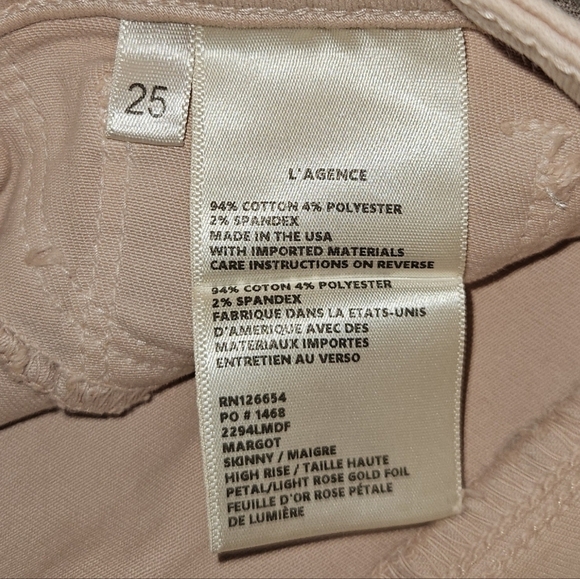 25
L'AGENCE
94% COTTON 4% POLYESTER
2% SPANDEX
MADE IN THE USA
WITH IMPORTED MATERIALS
CARE INSTRUCTIONS ON REVERSE
94% COTON 4% POLYESTER
2% SPANDEX
FABRIQUE DANS LA ETATS-UNIS
D'AMERIQUE AVEC DES
MATERIAUX IMPORTES
ENTRETIEN AU VERSO
RN126654
PO # 1468
2294LMDF
MARGOT
SKINNY / MAIGRE
HIGH RISE / TAILLE HAUTE
PETAL/LIGHT ROSE GOLD FOIL
FEUILLE D'OR ROSE PÉTALE
DE LUMIÈRE